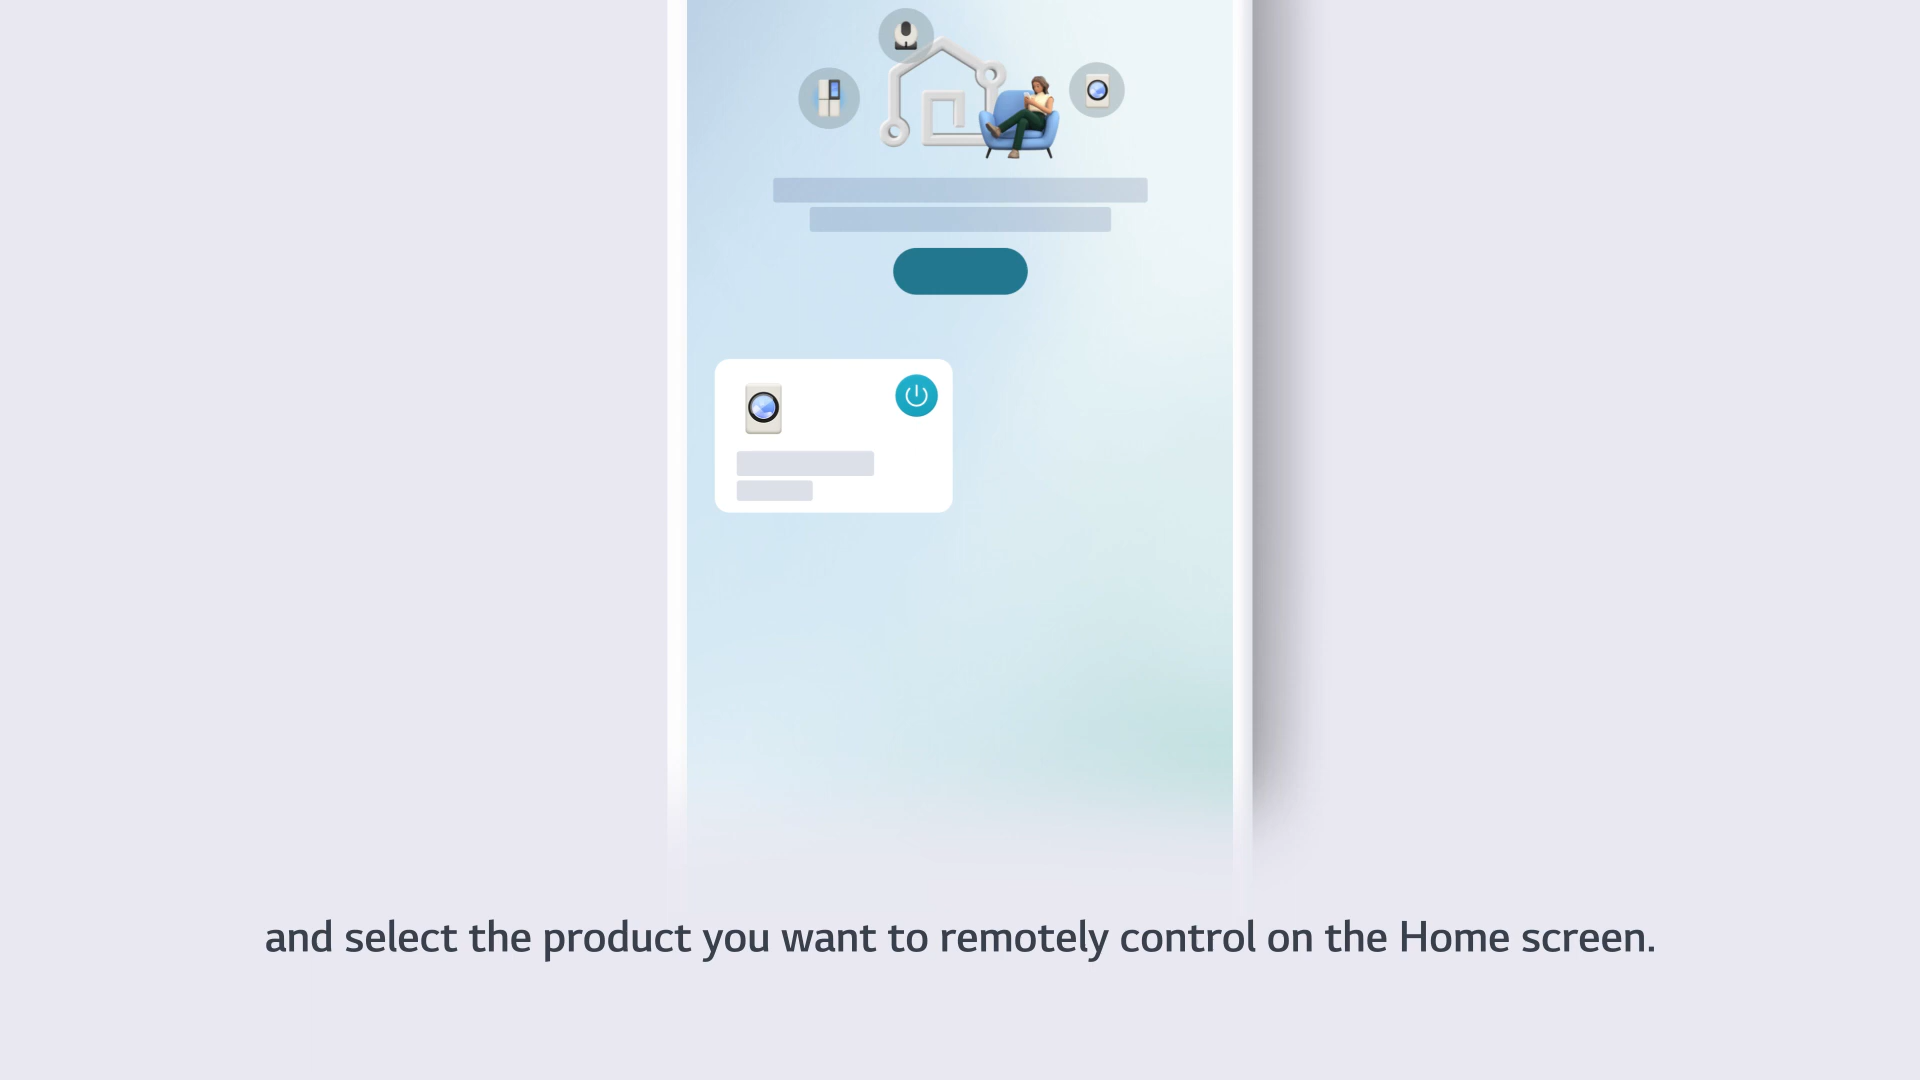 and select the product you want to remotely control on the Home screen.